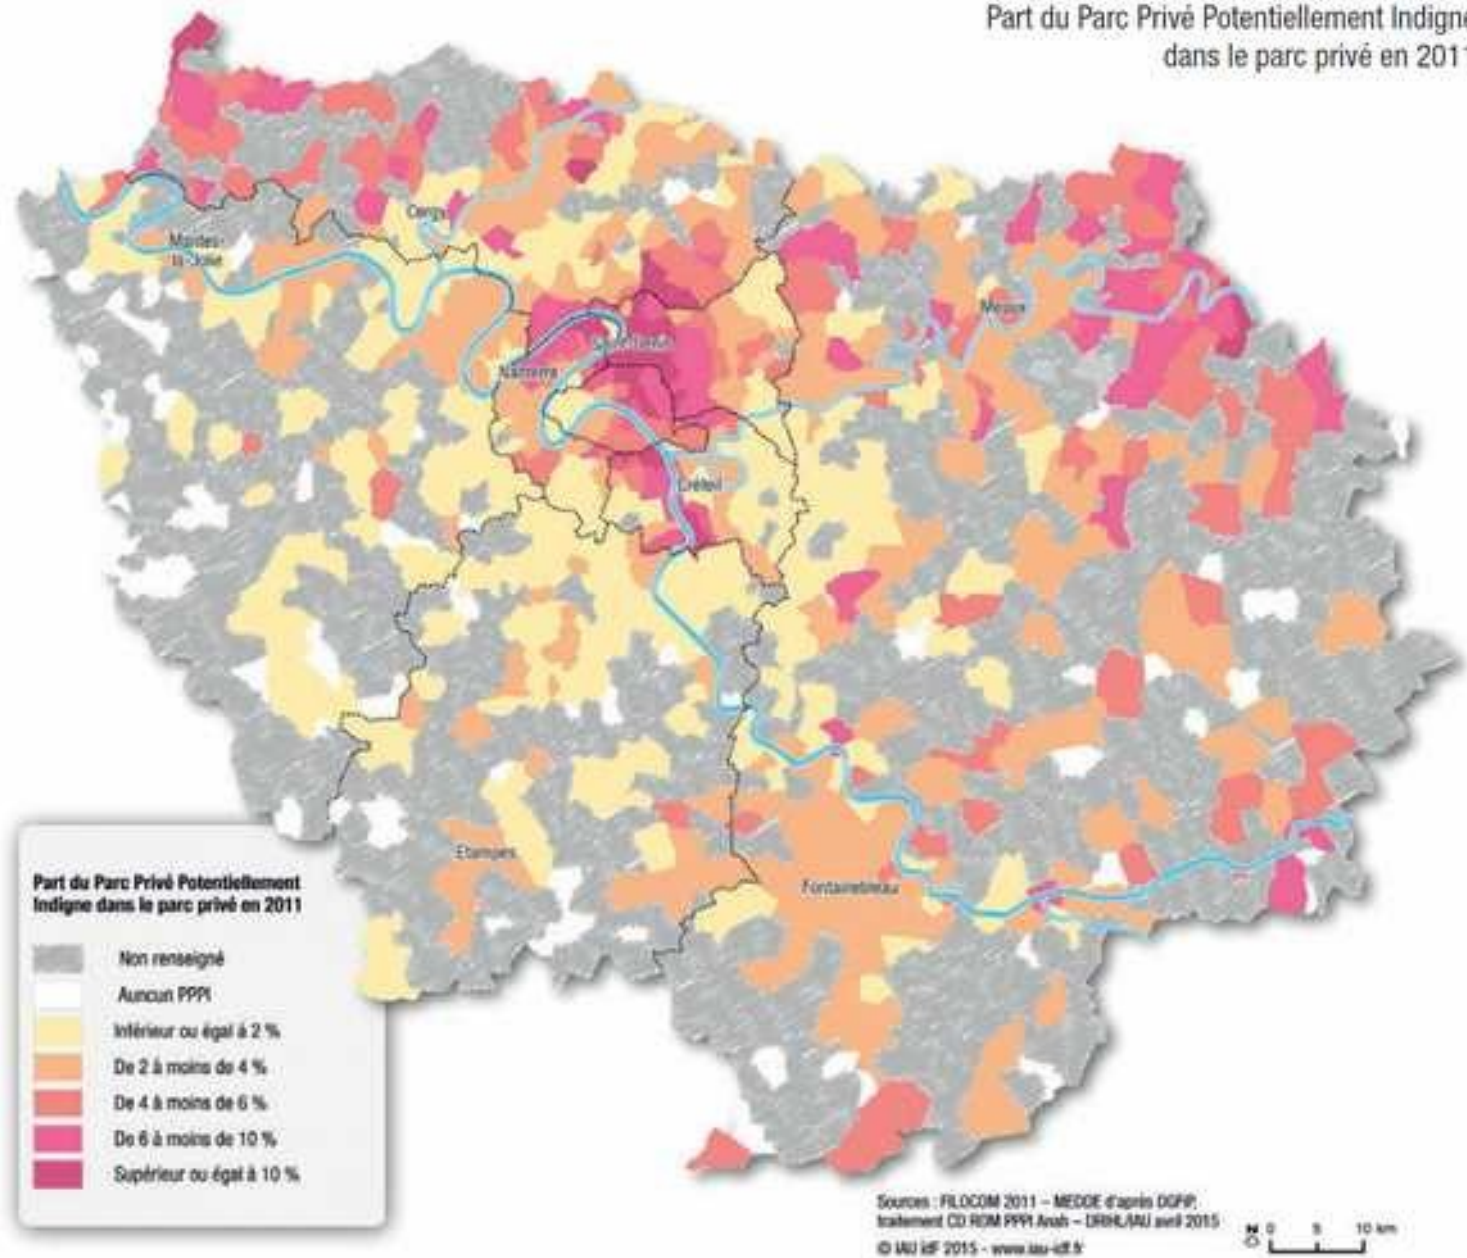 Part du Parc Privé Potentiellement Indigne
dans le parc privé en 2011
Cergy
Mantes-
la-Jolie
Meaux
Nanterre
Créteil
Etampes
Fontainebleau
Part du Parc Privé Potentiellement
Indigne dans le parc privé en 2011
Non renseigné
Auncun PPPI
Inférieur ou égal à 2 %
De 2 à moins de 4 %
De 4 à moins de 6 %
De 6 à moins de 10 %
Supérieur ou égal à 10 %
Sources : FILOCOM 2011 – MEDDE d'après DGFiP,
traitement CD ROM PPPI Anah – DRIHL/IAU avril 2015
© IAU îdF 2015 - www.iau-idf.fr
N 0 5 10 km